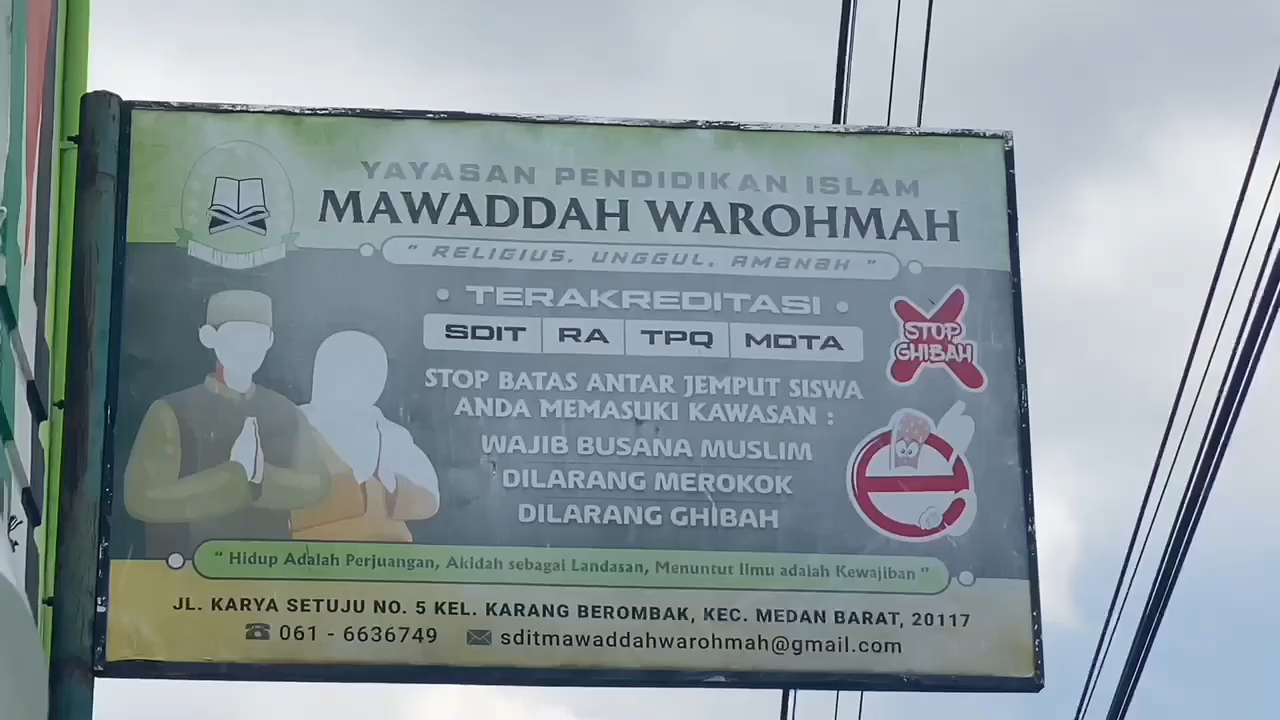 YAYASAN PENDIDIKAN ISLAM
MAWADDAH WAROHMAH
" RELIGIUS, UNGGUL, AMANAH "
• TERAKREDITASI •
SDIT RA TPQ MDTA
STOP GHIBAH
STOP BATAS ANTAR JEMPUT SISWA
ANDA MEMASUKI KAWASAN :
WAJIB BUSANA MUSLIM
DILARANG MEROKOK
DILARANG GHIBAH
" Hidup Adalah Perjuangan, Akidah sebagai Landasan, Menuntut Ilmu adalah Kewajiban "
JL. KARYA SETUJU NO. 5 KEL. KARANG BEROMBAK, KEC. MEDAN BARAT, 20117
061 - 6636749 sditmawaddahwarohmah@gmail.com